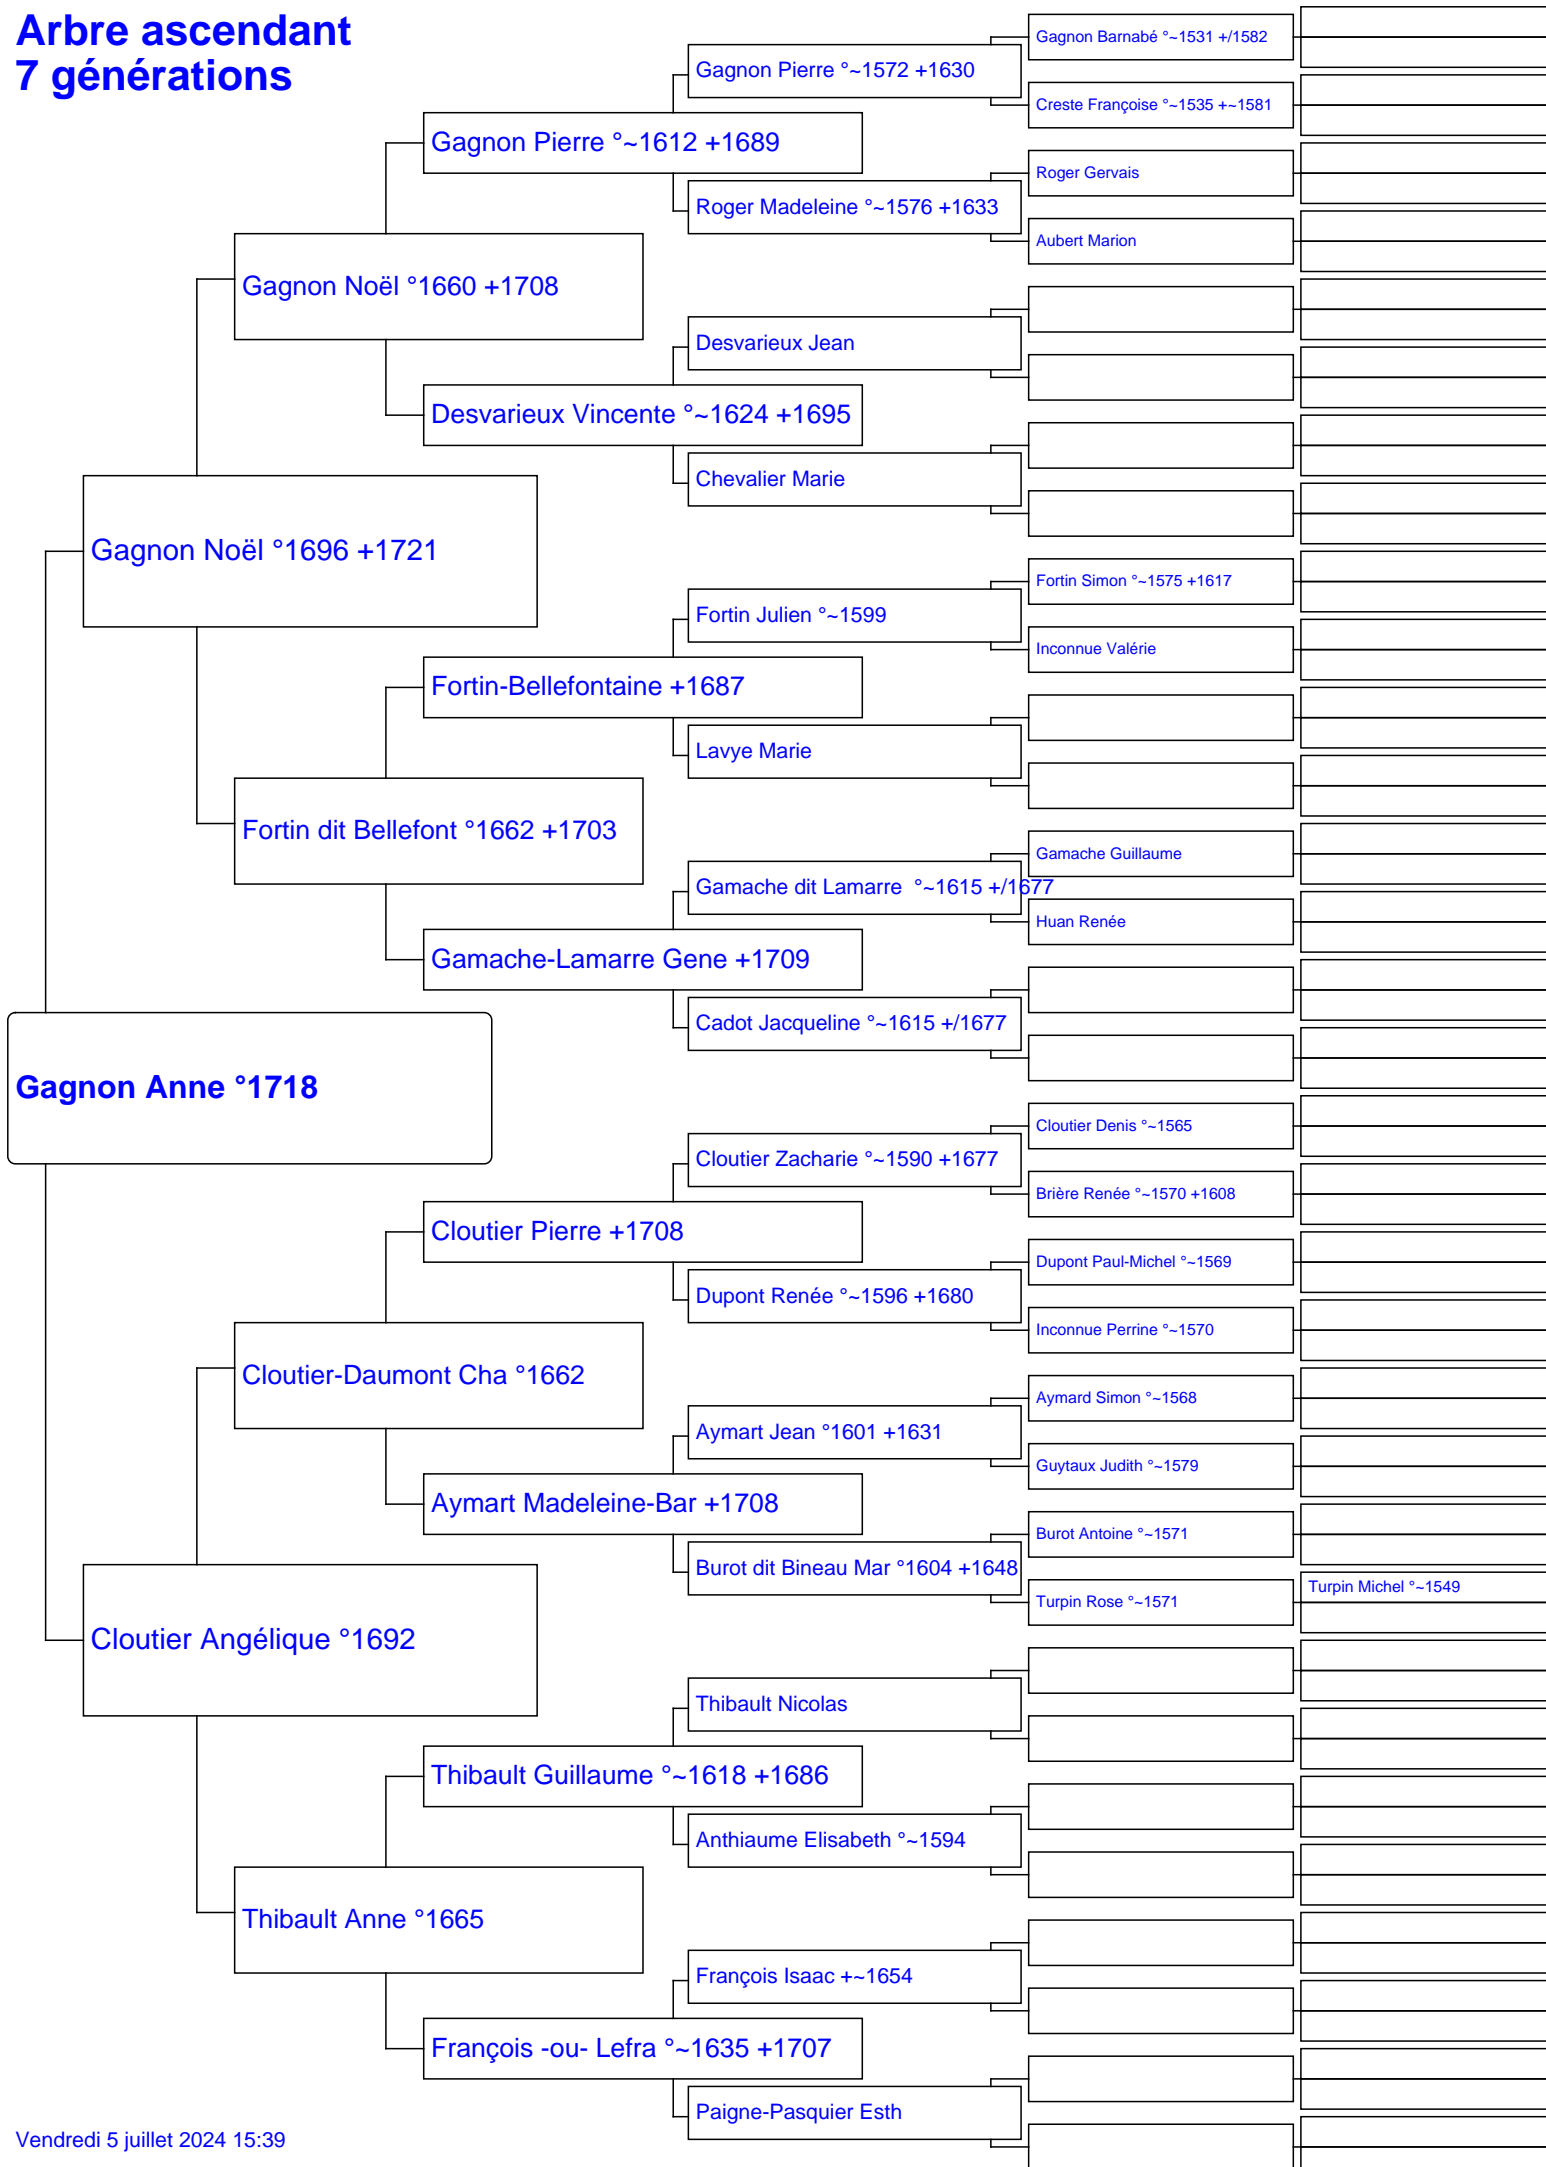 Arbre ascendant
7 générations
Gagnon Barnabé °~1531 +/1582
Gagnon Pierre °~1572 +1630
Creste Françoise °~1535 +~1581
Gagnon Pierre °~1612 +1689
Roger Gervais
Roger Madeleine °~1576 +1633
Aubert Marion
Gagnon Noël °1660 +1708
Desvarieux Jean
Desvarieux Vincente °~1624 +1695
Chevalier Marie
Gagnon Noël °1696 +1721
Fortin Simon °~1575 +1617
Fortin Julien °~1599
Inconnue Valérie
Fortin-Bellefontaine +1687
Lavye Marie
Fortin dit Bellefont °1662 +1703
Gamache Guillaume
Gamache dit Lamarre  °~1615 +/1677
Huan Renée
Gamache-Lamarre Gene +1709
Cadot Jacqueline °~1615 +/1677
Gagnon Anne °1718
Cloutier Denis °~1565
Cloutier Zacharie °~1590 +1677
Brière Renée °~1570 +1608
Cloutier Pierre +1708
Dupont Paul-Michel °~1569
Dupont Renée °~1596 +1680
Inconnue Perrine °~1570
Cloutier-Daumont Cha °1662
Aymard Simon °~1568
Aymart Jean °1601 +1631
Guytaux Judith °~1579
Aymart Madeleine-Bar +1708
Burot Antoine °~1571
Burot dit Bineau Mar °1604 +1648
Turpin Michel °~1549
Turpin Rose °~1571
Cloutier Angélique °1692
Thibault Nicolas
Thibault Guillaume °~1618 +1686
Anthiaume Elisabeth °~1594
Thibault Anne °1665
François Isaac +~1654
François -ou- Lefra °~1635 +1707
Paigne-Pasquier Esth
Vendredi 5 juillet 2024 15:39